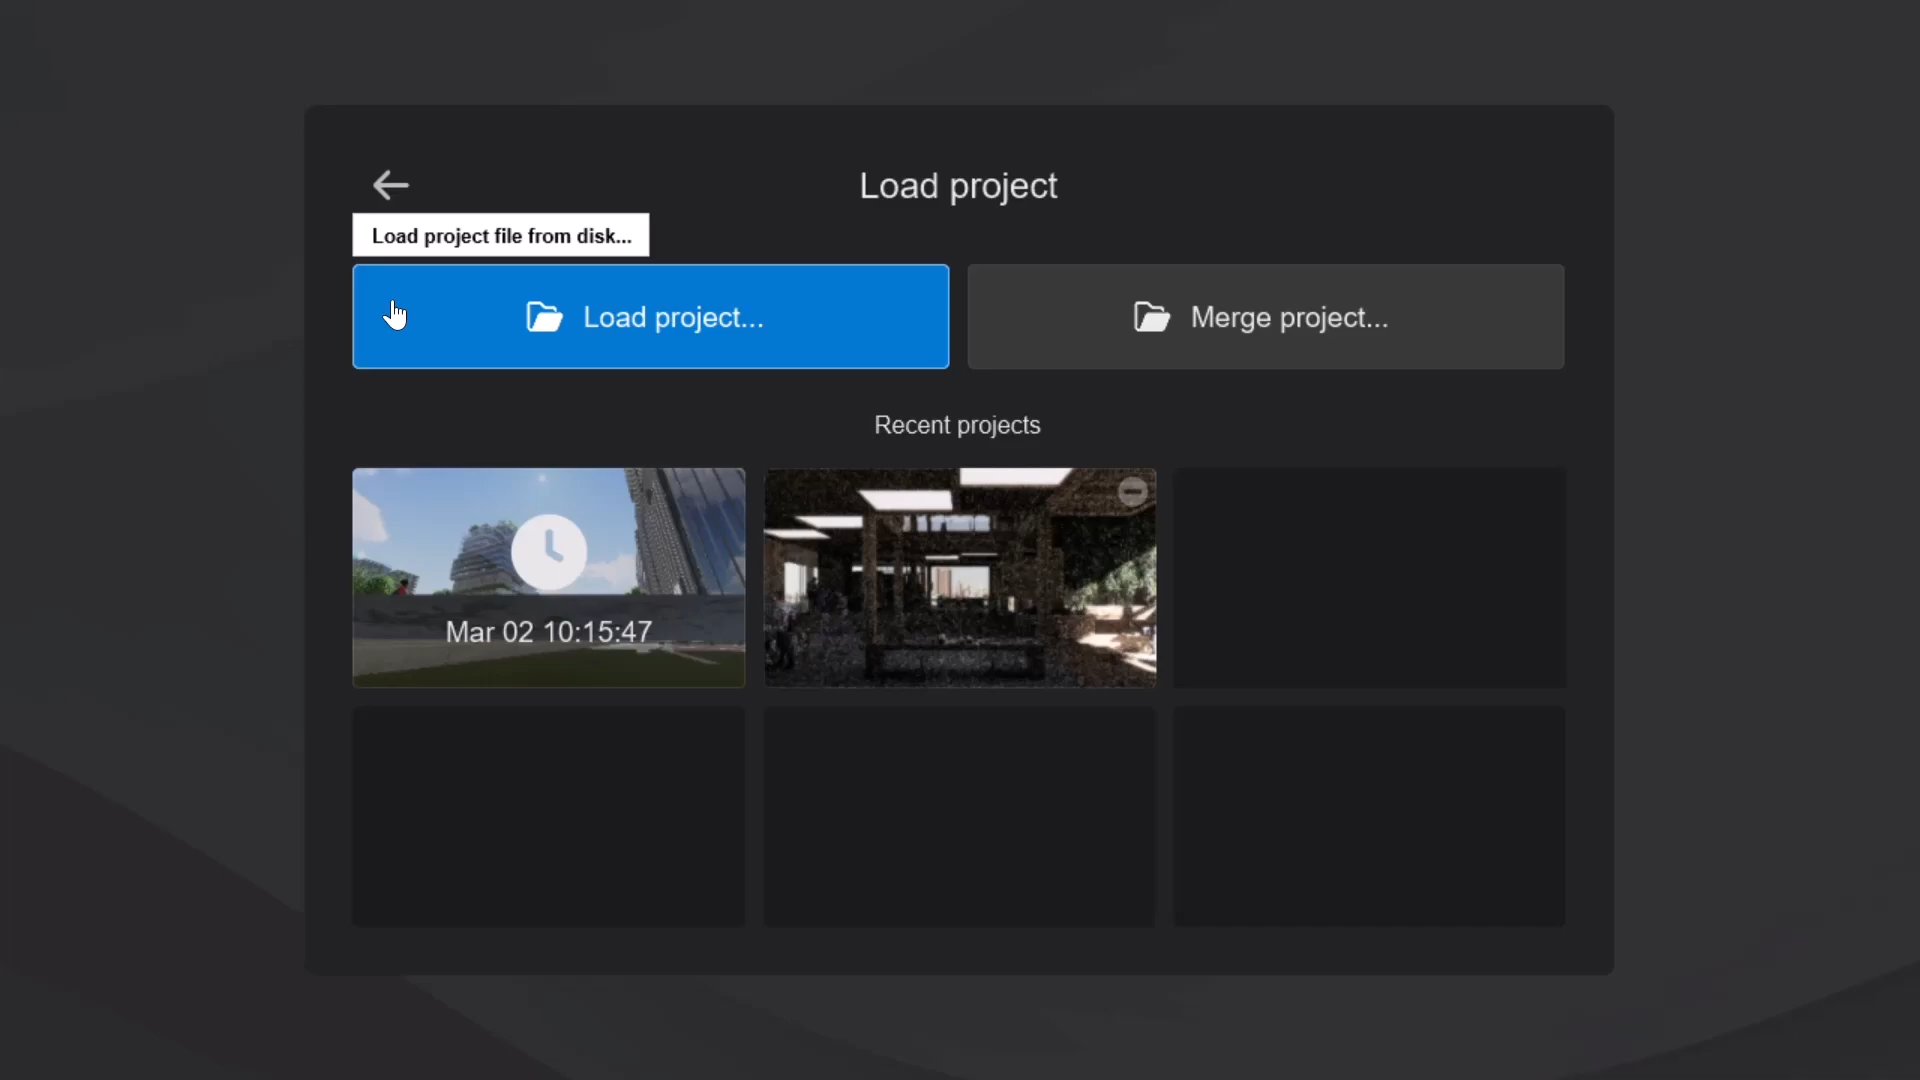 Load project
Load project file from disk...
Load project...
Merge project...
Recent projects
Mar 02 10:15:47